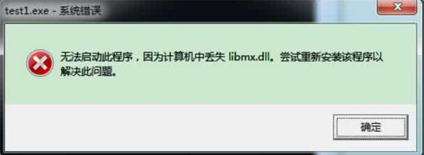 test1.exe - 系统错误
无法启动此程序，因为计算机中丢失 libmx.dll。尝试重新安装该程序以
解决此问题。
确定